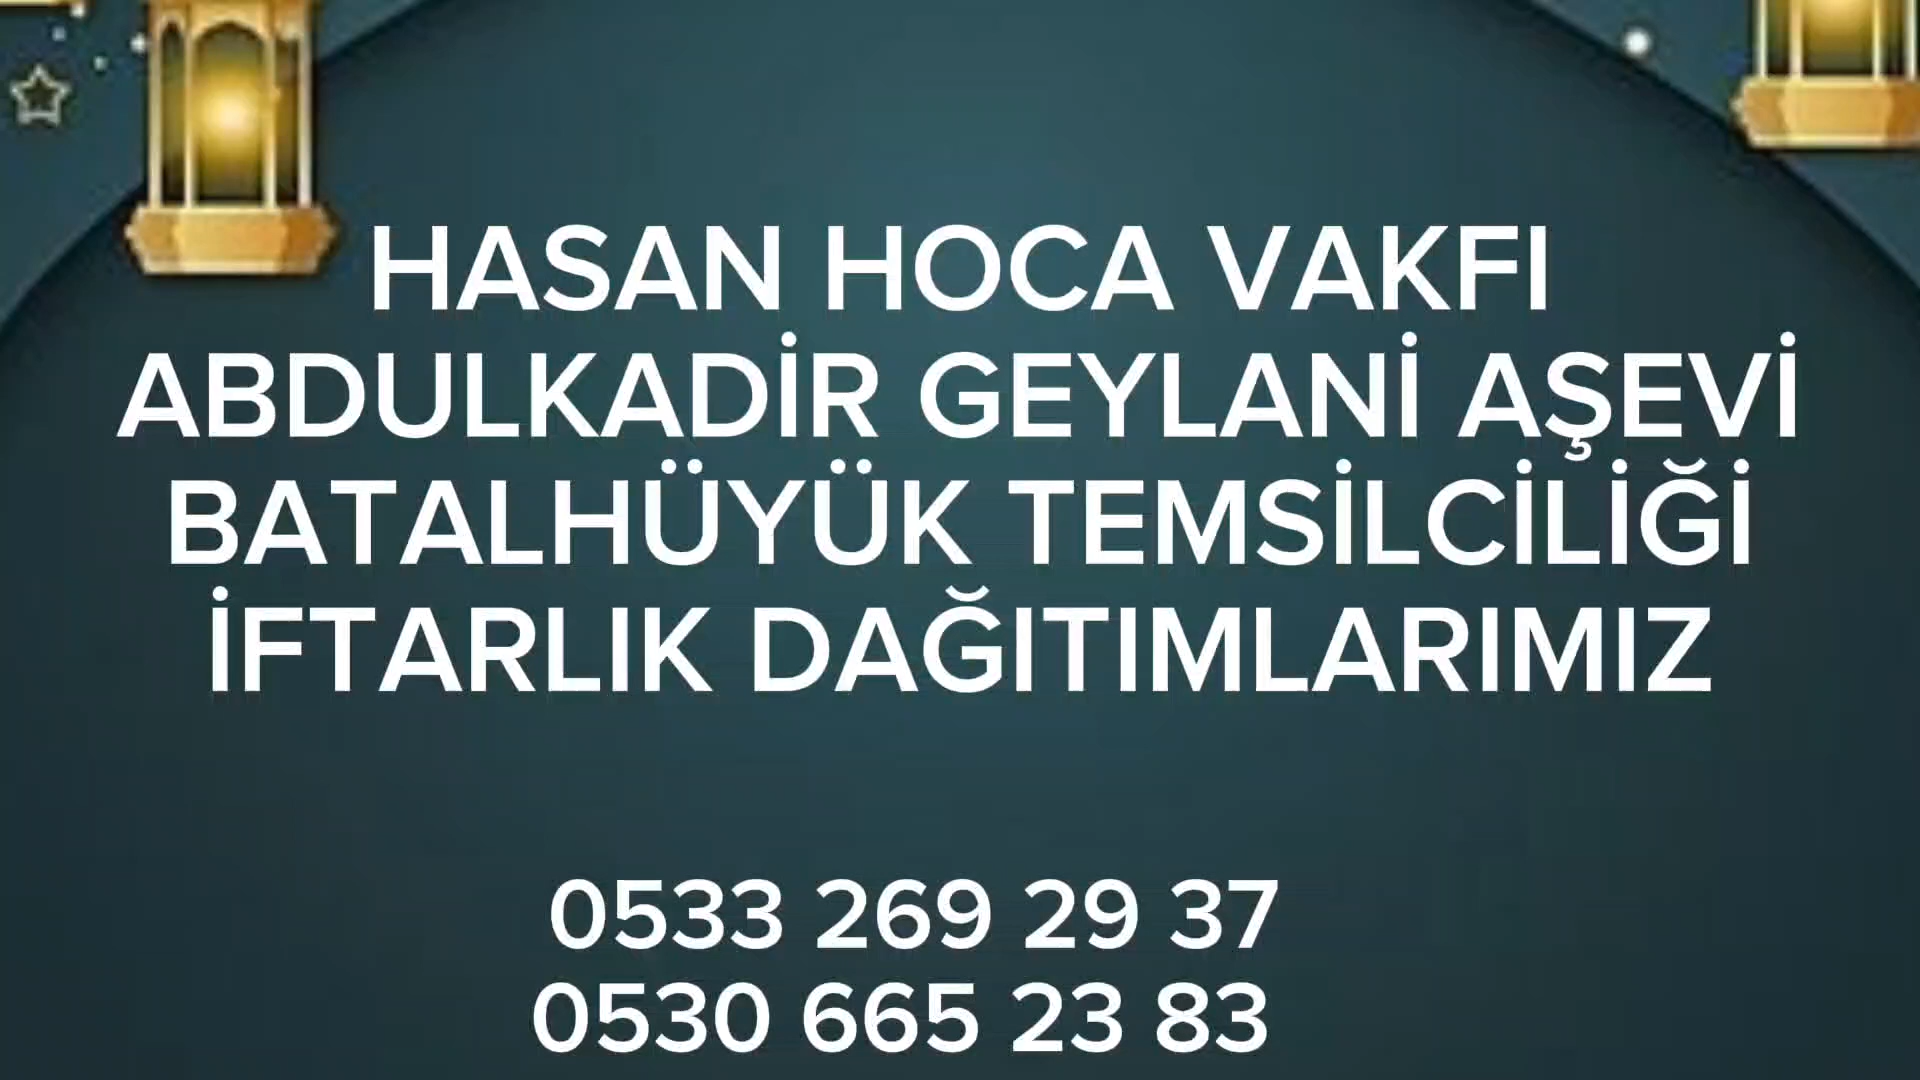 HASAN HOCA VAKFI
ABDULKADİR GEYLANİ AŞEVİ
BATALHÜYÜK TEMSİLCİLİĞİ
İFTARLIK DAĞITIMLARIMIZ
0533 269 29 37
0530 665 23 83